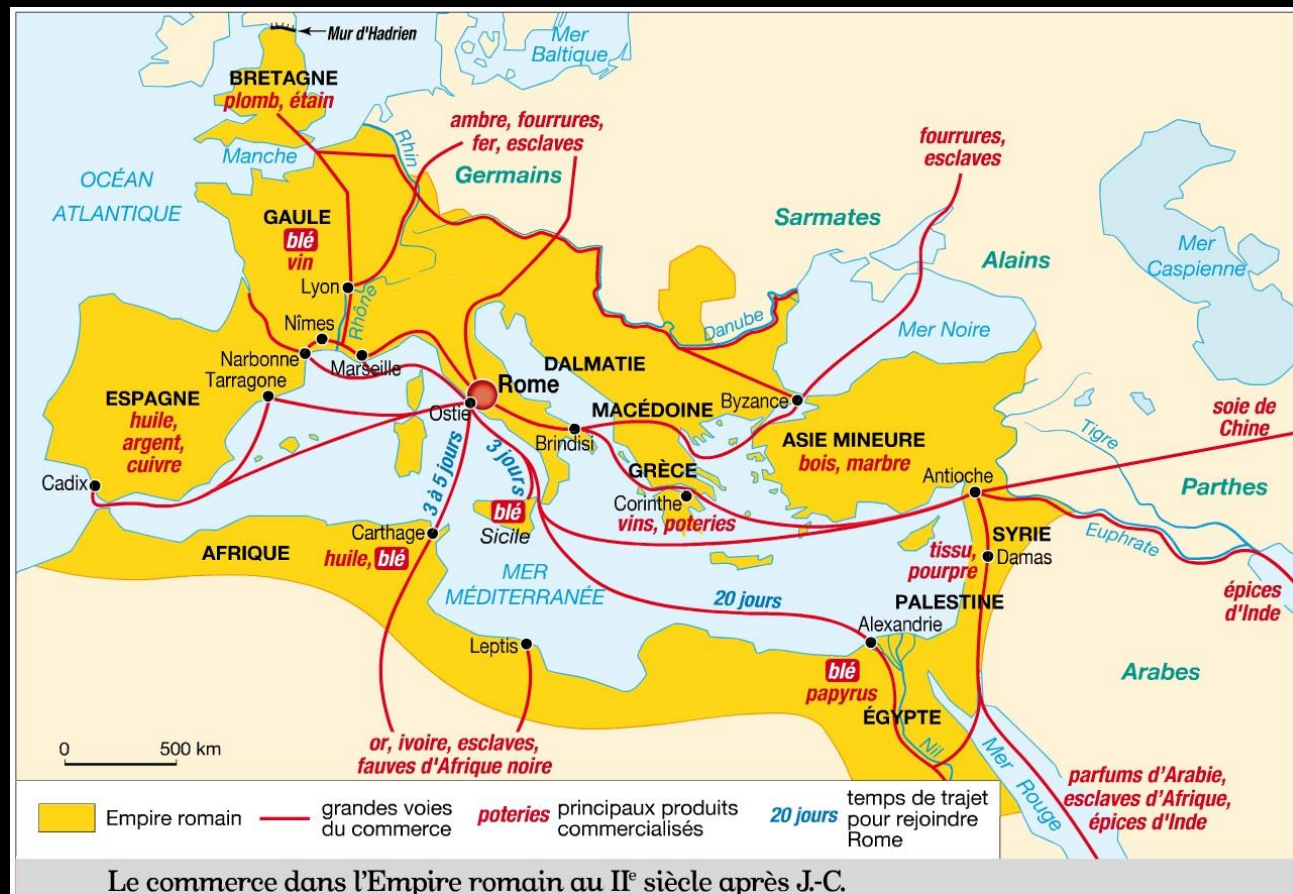 Mur d'Hadrien
Mer
Baltique
BRETAGNE
plomb, étain
ambre, fourrures,
fer, esclaves
fourrures,
esclaves
Manche
Rhin
Germains
OCÉAN
ATLANTIQUE
Sarmates
GAULE
blé
vin
Alains
Mer
Caspienne
Lyon
Rhône
Danube
Mer Noire
Nîmes
Narbonne
Marseille
Tarragone
DALMATIE
Rome
ESPAGNE
huile,
argent,
cuivre
Ostie
MACÉDOINE
Byzance
soie de
Chine
Brindisi
ASIE MINEURE
bois, marbre
Tigre
3 à 5 jours
3 jours
GRÈCE
Cadix
Corinthe
vins, poteries
Antioche
Parthes
blé
Sicile
Carthage
AFRIQUE
huile, blé
SYRIE
Euphrate
tissu,
pourpre
Damas
MER
MÉDITERRANÉE
20 jours
PALESTINE
épices
d'Inde
Alexandrie
Leptis
blé
papyrus
Arabes
ÉGYPTE
Nil
Mer Rouge
0 500 km
or, ivoire, esclaves,
fauves d'Afrique noire
parfums d'Arabie,
esclaves d'Afrique,
épices d'Inde
Empire romain
grandes voies
du commerce
poteries
principaux produits
commercialisés
20 jours
temps de trajet
pour rejoindre
Rome
Le commerce dans l'Empire romain au IIe siècle après J.-C.